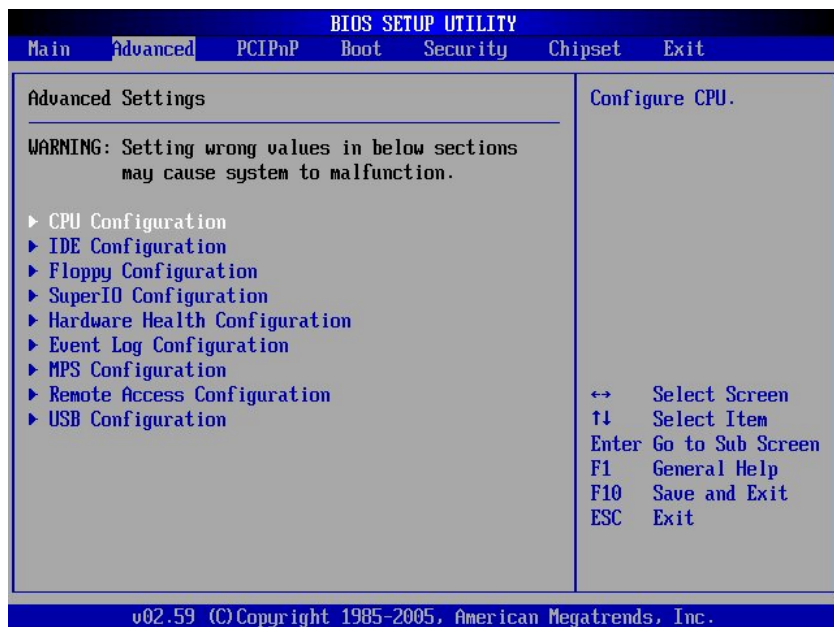 BIOS SETUP UTILITY
Main Advanced PCIPnP Boot Security Chipset Exit
Advanced Settings
WARNING: Setting wrong values in below sections
may cause system to malfunction.
▶ CPU Configuration
▶ IDE Configuration
▶ Floppy Configuration
▶ SuperIO Configuration
▶ Hardware Health Configuration
▶ Event Log Configuration
▶ MPS Configuration
▶ Remote Access Configuration
▶ USB Configuration
Configure CPU.
↔ Select Screen
↑↓ Select Item
Enter Go to Sub Screen
F1 General Help
F10 Save and Exit
ESC Exit
v02.59 (C)Copyright 1985-2005, American Megatrends, Inc.